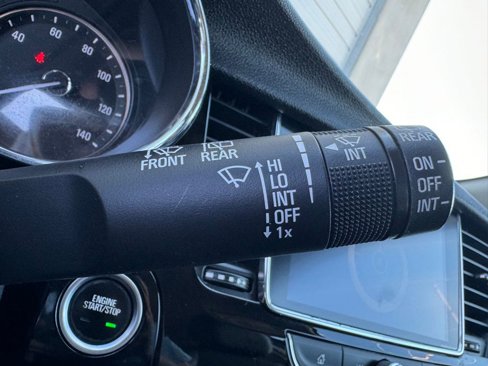 40
60
80
100
120
140
FRONT
REAR
HI
LO
INT
OFF
1x
INT
REAR
ON
OFF
INT
ENGINE
START/STOP